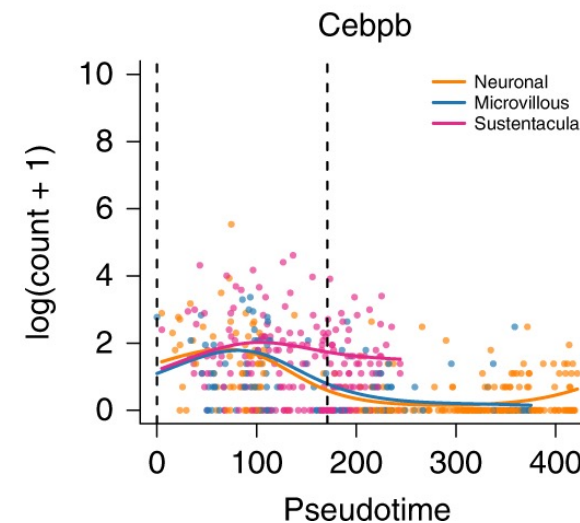 Cebpb
10
8
6
4
2
0
log(count + 1)
Neuronal
Microvillous
Sustentacula
0 100 200 300 400
Pseudotime